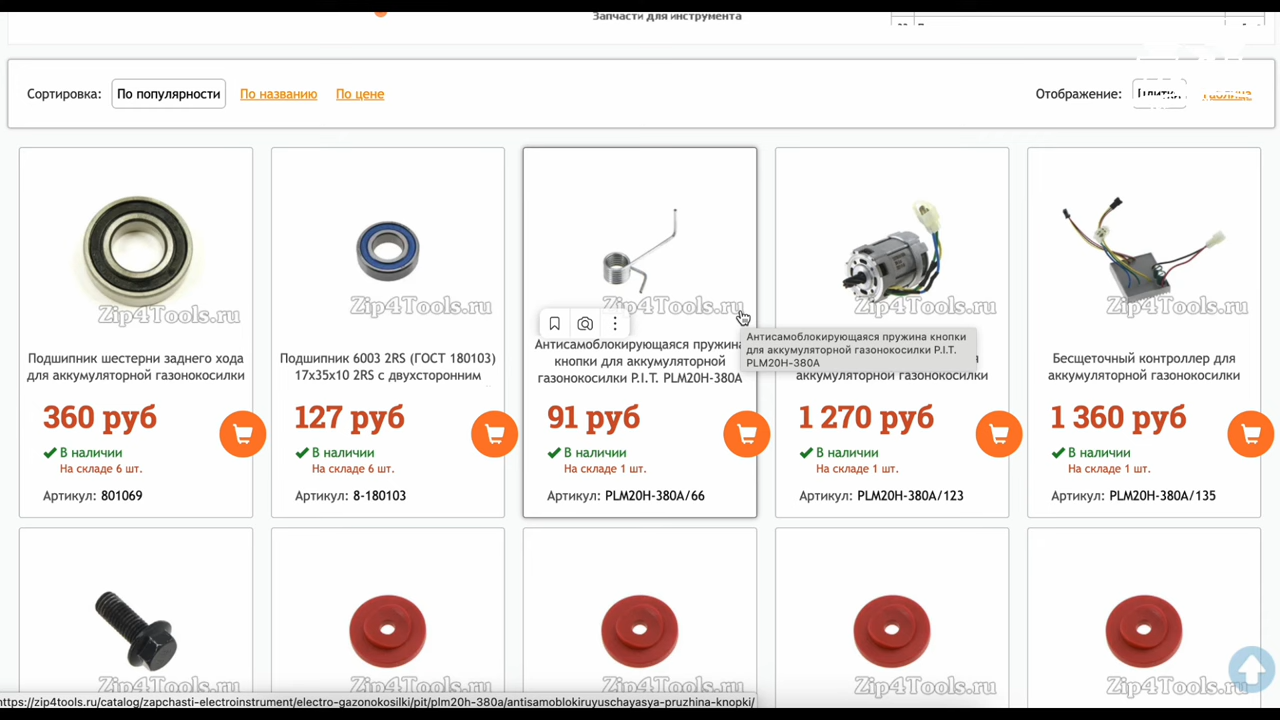 Запчасти для инструмента
Сортировка: По популярности По названию По цене
Отображение: Плитка Таблица
Zip4Tools.ru
Zip4Tools.ru
Zip4Tools.ru
Zip4Tools.ru
Zip4Tools.ru
Подшипник шестерни заднего хода
для аккумуляторной газонокосилки
360 руб
В наличии
На складе 6 шт.
Артикул: 801069
Подшипник 6003 2RS (ГОСТ 180103)
17x35x10 2RS с двухсторонним
127 руб
В наличии
На складе 6 шт.
Артикул: 8-180103
Антисамоблокирующаяся пружина
кнопки для аккумуляторной
газонокосилки P.I.T. PLM20H-380A
91 руб
В наличии
На складе 1 шт.
Артикул: PLM20H-380A/66
Антисамоблокирующаяся пружина кнопки
для аккумуляторной газонокосилки P.I.T.
PLM20H-380A
аккумуляторной газонокосилки
1 270 руб
В наличии
На складе 1 шт.
Артикул: PLM20H-380A/123
Бесщеточный контроллер для
аккумуляторной газонокосилки
1 360 руб
В наличии
На складе 1 шт.
Артикул: PLM20H-380A/135
Zip4Tools.ru
Zip4Tools.ru
Zip4Tools.ru
Zip4Tools.ru
Zip4Tools.ru
https://zip4tools.ru/catalog/zapchasti-electroinstrument/electro-gazonokosilki/pit/plm20h-380a/antisamoblokiruyuschayasya-pruzhina-knopki/